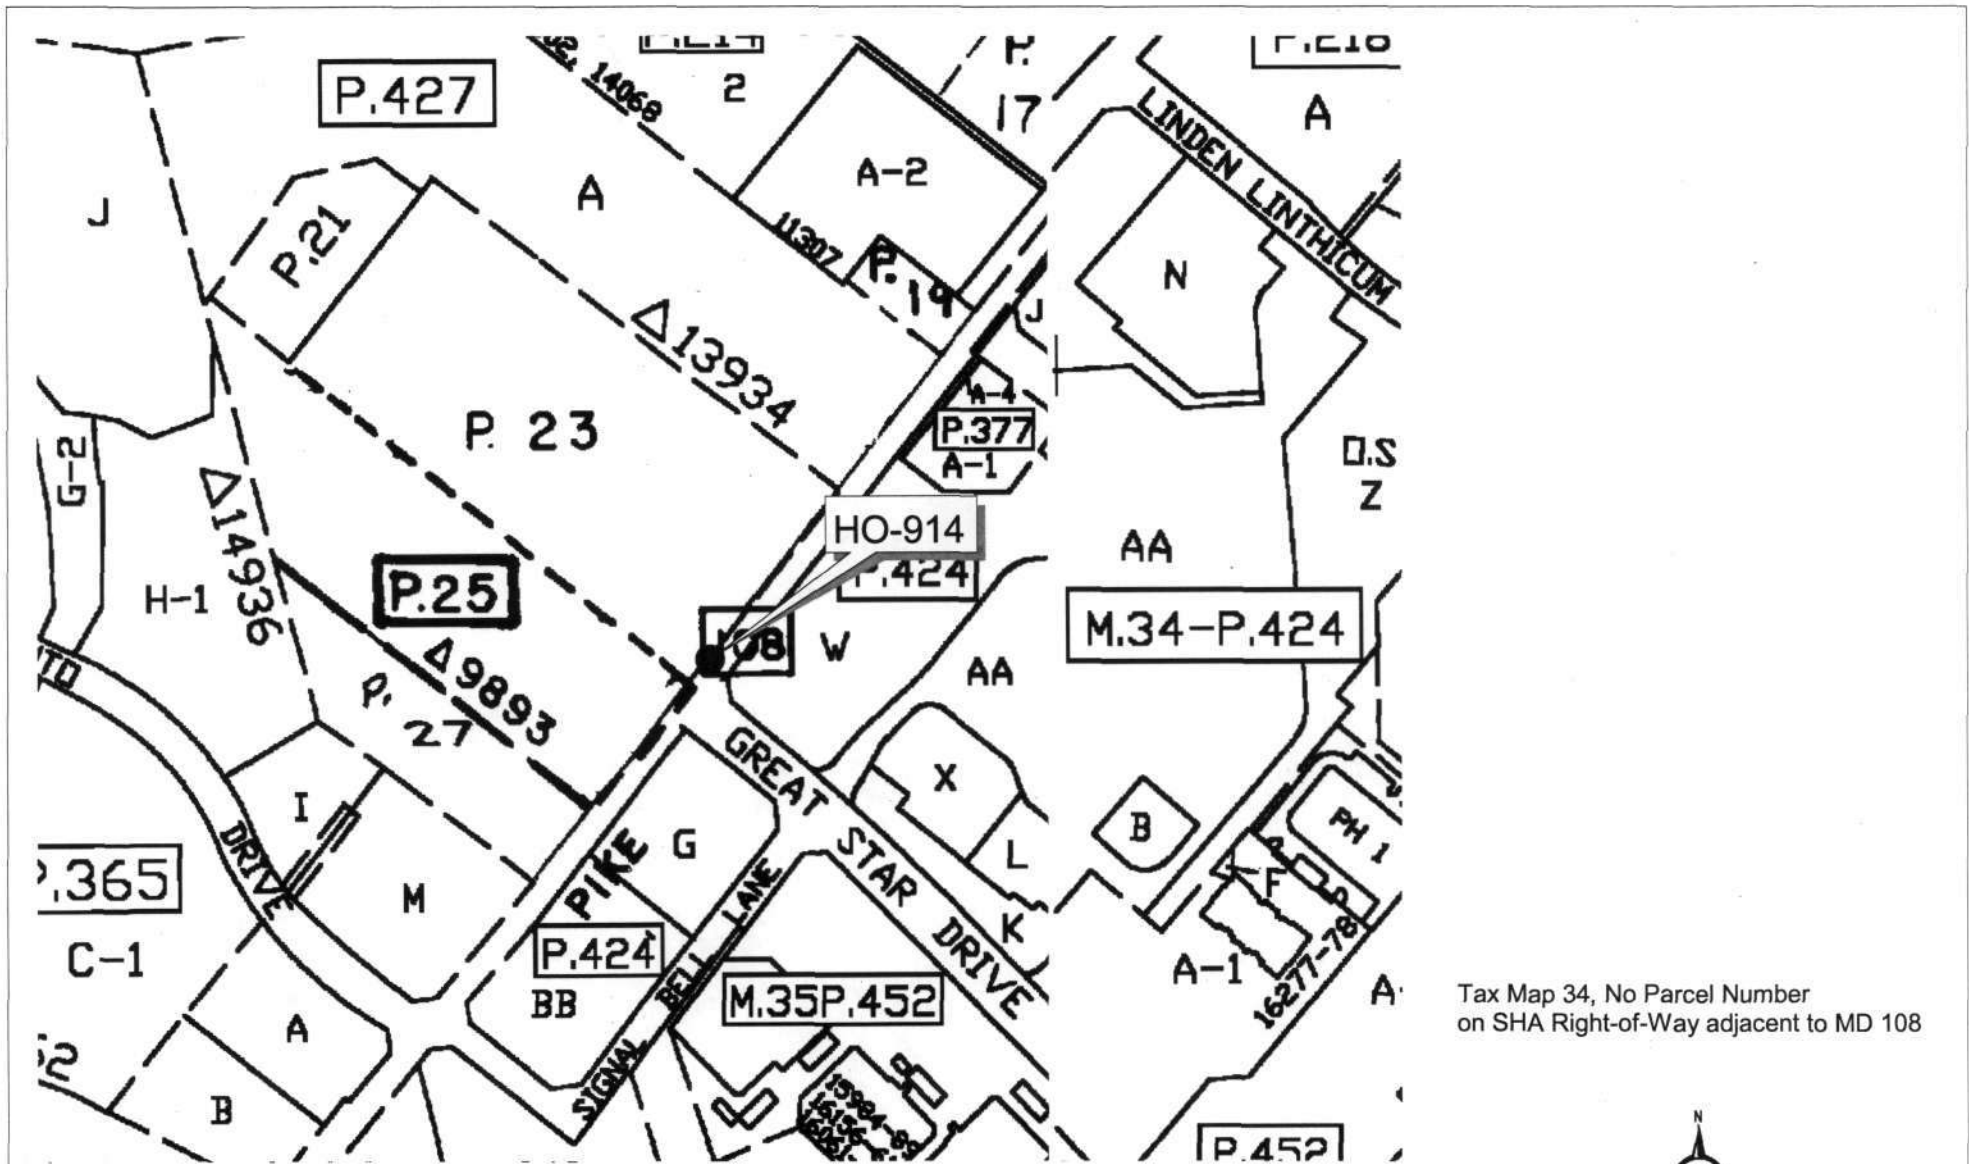 P.427
14068
2
P.
17
A
LINDEN LINTHICUM
A-2
J
P.21
A
11307
P.
19
N
J
△13934
A-4
P.377
A-1
P. 23
G-2
O.S
Z
△14936
HO-914
AA
P.424
P.25
H-1
M.34-P.424
108
W
△9893
P.
27
AA
GREAT STAR DRIVE
X
I
DRIVE
PIKE
G
B
PH 1
L
F
P.365
M
SIGNAL BELL LANE
K
C-1
P.424
A-1
16277-78
BB
M.35P.452
A
A
B
P.452
Tax Map 34, No Parcel Number
on SHA Right-of-Way adjacent to MD 108
N